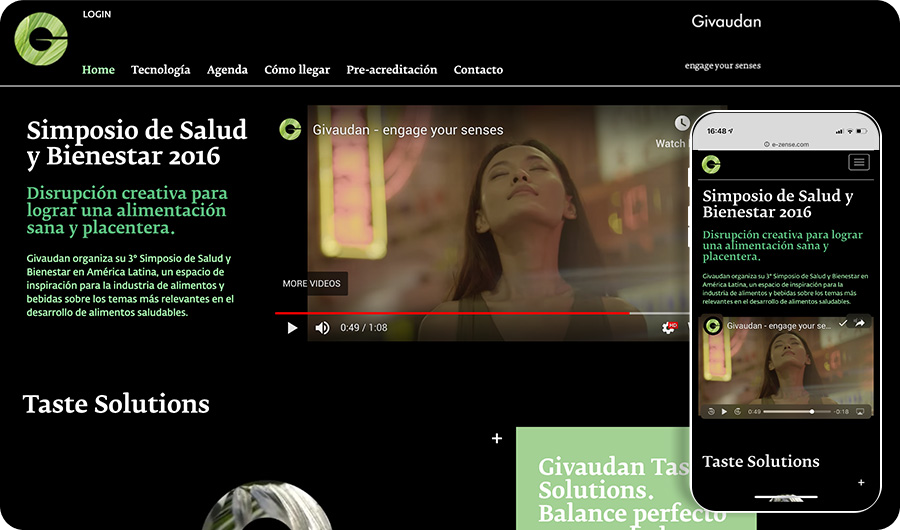 LOGIN
Givaudan
engage your senses
Home Tecnología Agenda Cómo llegar Pre-acreditación Contacto
Simposio de Salud
y Bienestar 2016
Disrupción creativa para
lograr una alimentación
sana y placentera.
Givaudan organiza su 3º Simposio de Salud y
Bienestar en América Latina, un espacio de
inspiración para la industria de alimentos y
bebidas sobre los temas más relevantes en el
desarrollo de alimentos saludables.
Givaudan - engage your senses
Watch
MORE VIDEOS
0:49 / 1:08
HD
Taste Solutions
+
Givaudan Tas
Solutions.
Balance perfecto
16:48
e-zense.com
Simposio de Salud y
Bienestar 2016
Disrupción creativa para lograr
una alimentación sana y
placentera.
Givaudan organiza su 3º Simposio de Salud y Bienestar en
América Latina, un espacio de inspiración para la
industria de alimentos y bebidas sobre los temas más
relevantes en el desarrollo de alimentos saludables.
Givaudan - engage your se...
0:49 -0:18
Taste Solutions
+